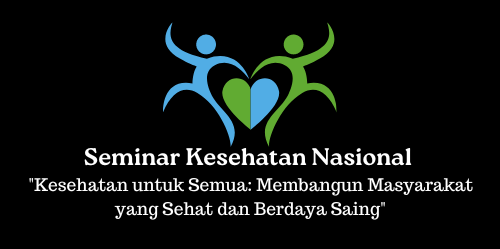 Seminar Kesehatan Nasional
"Kesehatan untuk Semua: Membangun Masyarakat
yang Sehat dan Berdaya Saing"